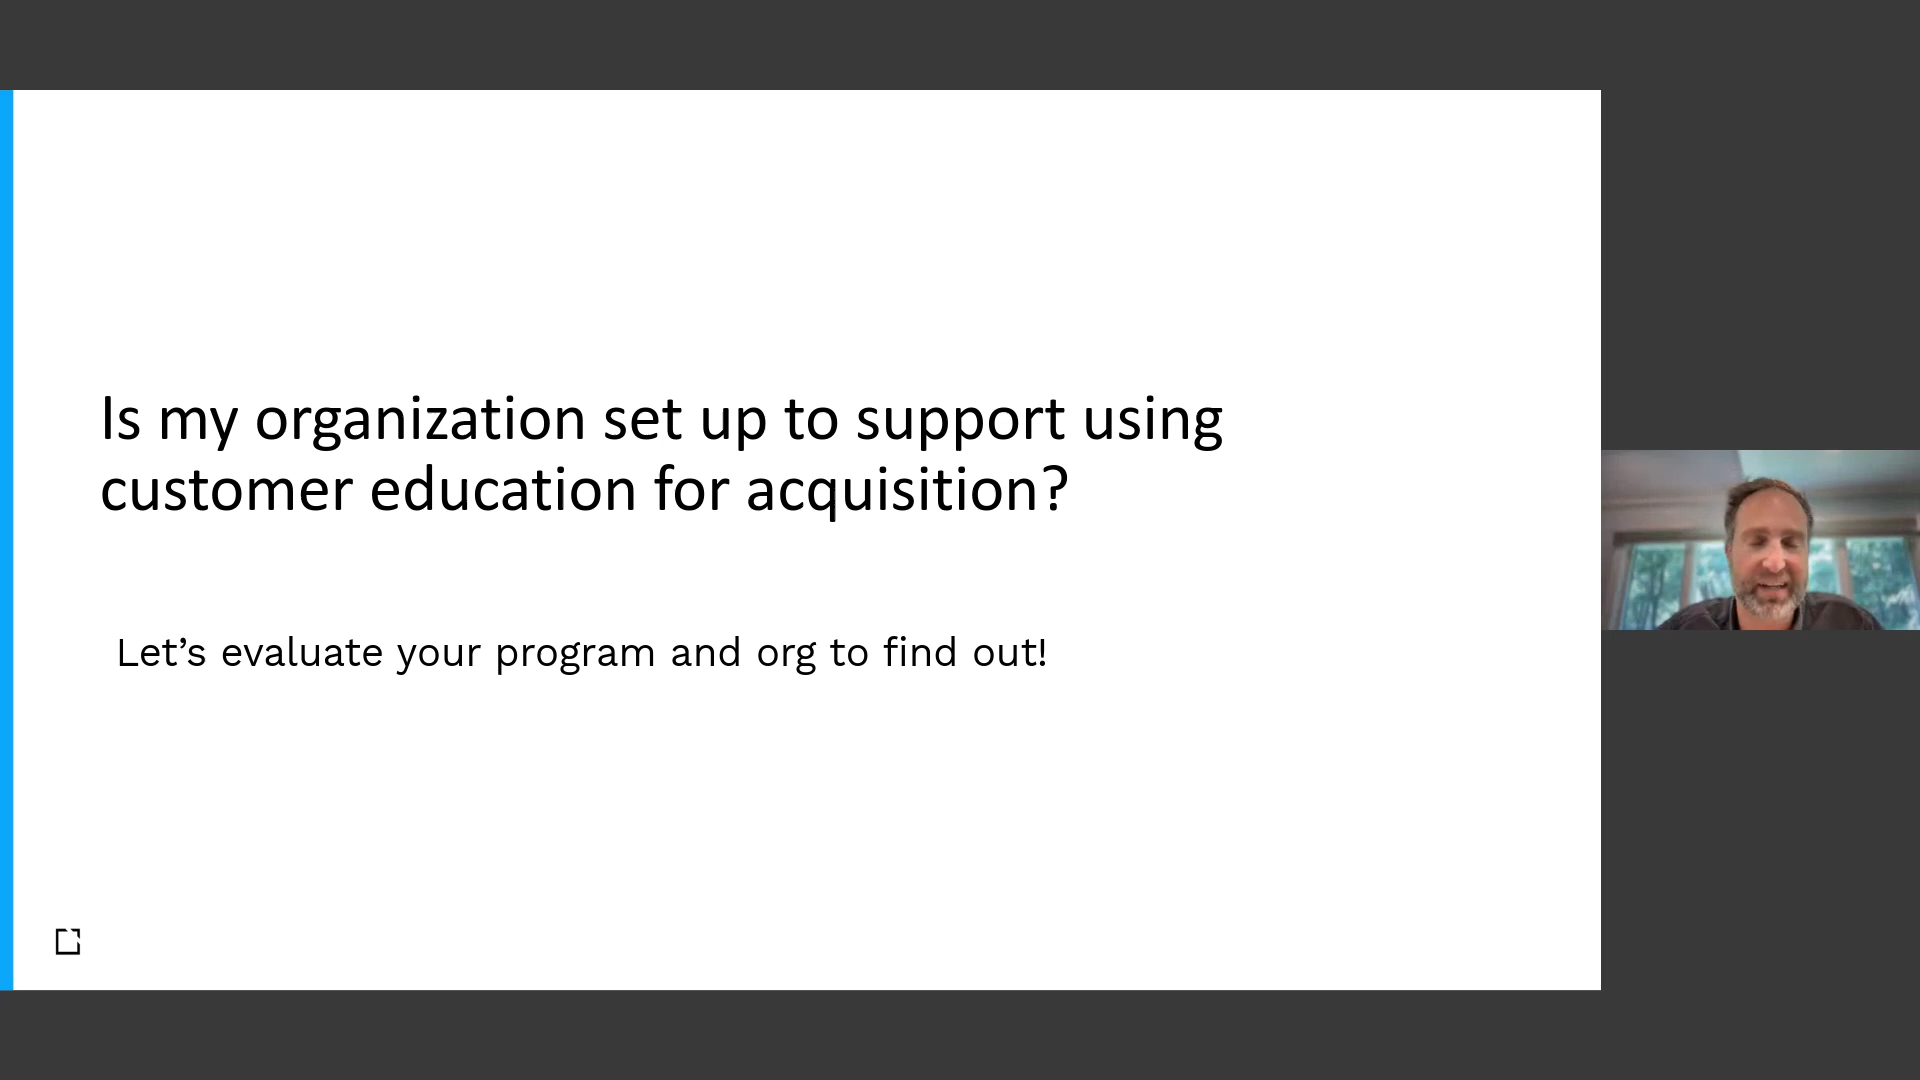 Is my organization set up to support using
customer education for acquisition?
Let’s evaluate your program and org to find out!